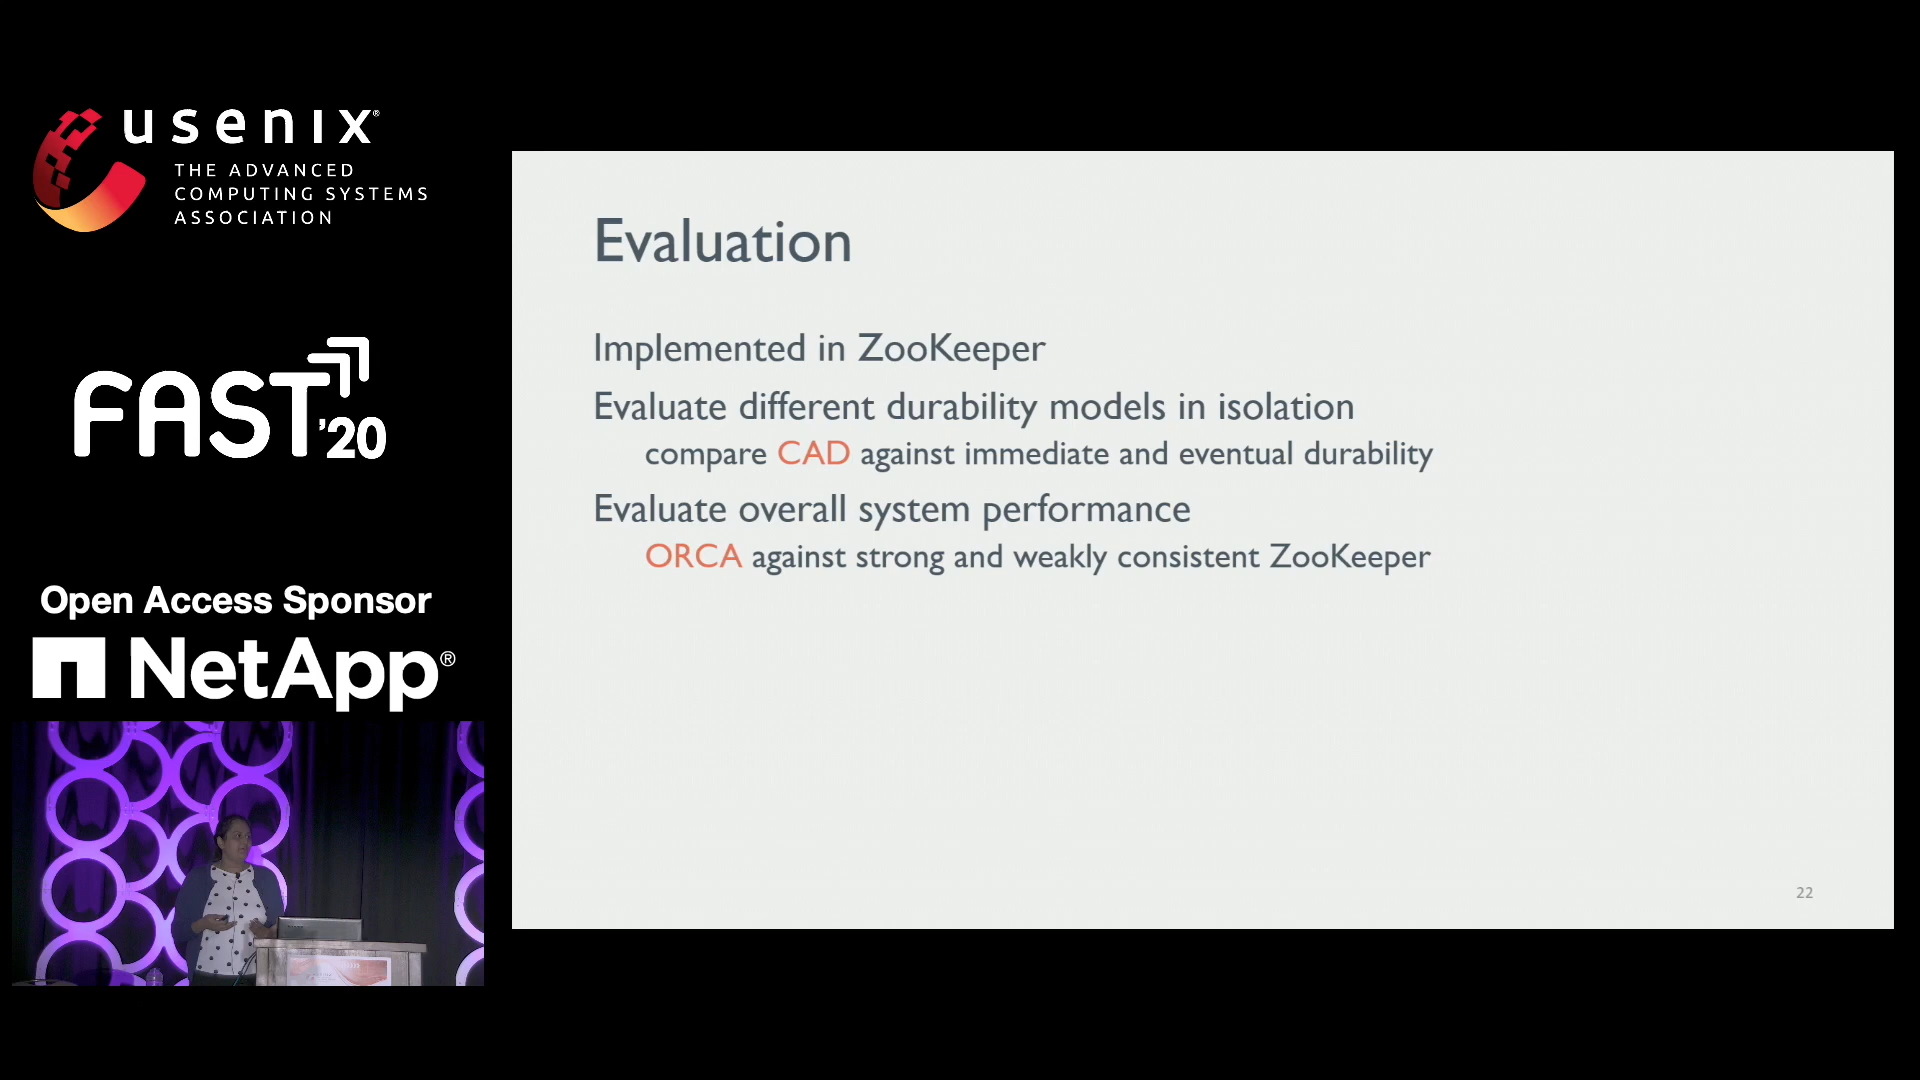 usenix®
THE ADVANCED
COMPUTING SYSTEMS
ASSOCIATION
FAST '20
Open Access Sponsor
NetApp®
Evaluation
Implemented in ZooKeeper
Evaluate different durability models in isolation
compare CAD against immediate and eventual durability
Evaluate overall system performance
ORCA against strong and weakly consistent ZooKeeper
22